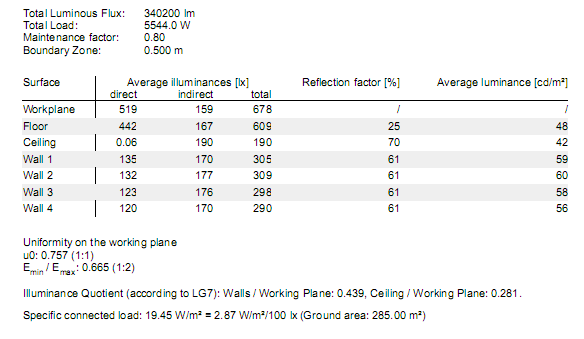 Total Luminous Flux: 340200 lm
Total Load: 5544.0 W
Maintenance factor: 0.80
Boundary Zone: 0.500 m
Surface Average illuminances [lx] Reflection factor [%] Average luminance [cd/m²]
direct indirect total
Workplane 519 159 678 / /
Floor 442 167 609 25 48
Ceiling 0.06 190 190 70 42
Wall 1 135 170 305 61 59
Wall 2 132 177 309 61 60
Wall 3 123 176 298 61 58
Wall 4 120 170 290 61 56
Uniformity on the working plane
u0: 0.757 (1:1)
Emin / Emax: 0.665 (1:2)
Illuminance Quotient (according to LG7): Walls / Working Plane: 0.439, Ceiling / Working Plane: 0.281.
Specific connected load: 19.45 W/m² = 2.87 W/m²/100 lx (Ground area: 285.00 m²)